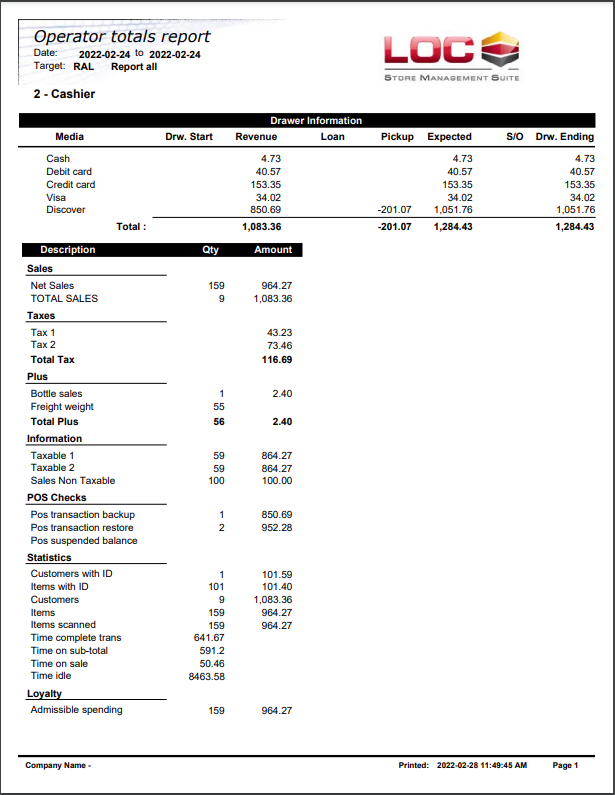 Operator totals report
Date: 2022-02-24 to 2022-02-24
Target: RAL Report all
LOC
STORE MANAGEMENT SUITE
2 - Cashier
Drawer Information
Media Drw. Start Revenue Loan Pickup Expected S/O Drw. Ending
Cash 4.73 4.73 4.73
Debit card 40.57 40.57 40.57
Credit card 153.35 153.35 153.35
Visa 34.02 34.02 34.02
Discover 850.69 -201.07 1,051.76 1,051.76
Total : 1,083.36 -201.07 1,284.43 1,284.43
Description Qty Amount
Sales
Net Sales 159 964.27
TOTAL SALES 9 1,083.36
Taxes
Tax 1 43.23
Tax 2 73.46
Total Tax 116.69
Plus
Bottle sales 1 2.40
Freight weight 55
Total Plus 56 2.40
Information
Taxable 1 59 864.27
Taxable 2 59 864.27
Sales Non Taxable 100 100.00
POS Checks
Pos transaction backup 1 850.69
Pos transaction restore 2 952.28
Pos suspended balance
Statistics
Customers with ID 1 101.59
Items with ID 101 101.40
Customers 9 1,083.36
Items 159 964.27
Items scanned 159 964.27
Time complete trans 641.67
Time on sub-total 591.2
Time on sale 50.46
Time idle 8463.58
Loyalty
Admissible spending 159 964.27
Company Name - Printed: 2022-02-28 11:49:45 AM Page 1